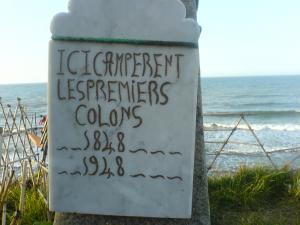 ICI CAMPERENT
LES PREMIERS
COLONS
1848
1948